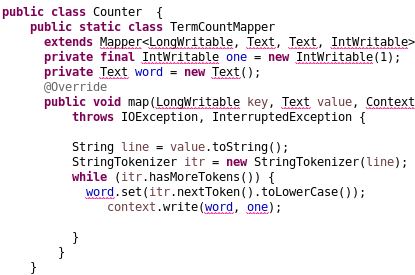 public class Counter  {
    public static class TermCountMapper
      extends Mapper<LongWritable, Text, Text, IntWritable>
      private final IntWritable one = new IntWritable(1);
      private Text word = new Text();
      @Override
      public void map(LongWritable key, Text value, Context
          throws IOException, InterruptedException {
          String line = value.toString();
          StringTokenizer itr = new StringTokenizer(line);
          while (itr.hasMoreTokens()) {
            word.set(itr.nextToken().toLowerCase());
               context.write(word, one);
          }
        }
    }